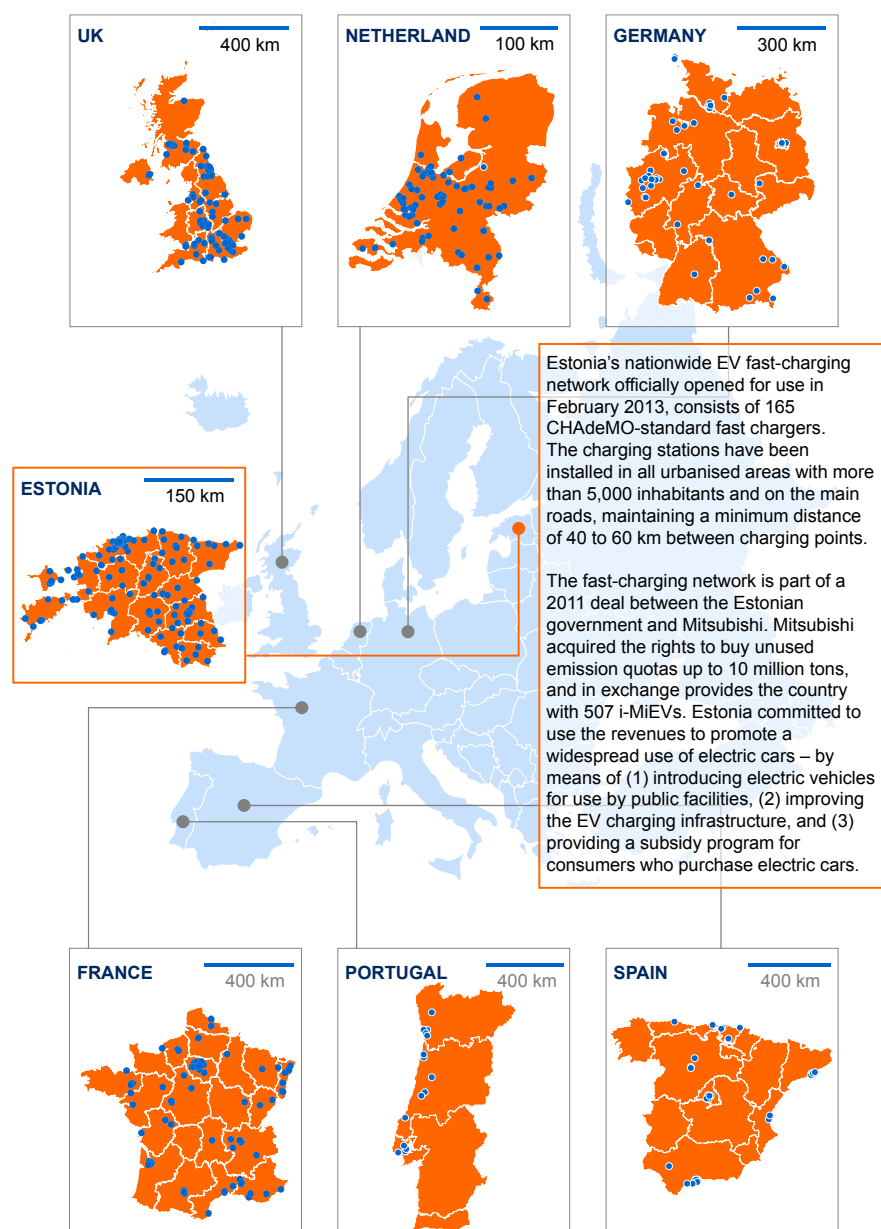 UK
400 km
NETHERLAND
100 km
GERMANY
300 km
Estonia's nationwide EV fast-charging
network officially opened for use in
February 2013, consists of 165
CHAdeMO-standard fast chargers.
The charging stations have been
installed in all urbanised areas with more
than 5,000 inhabitants and on the main
roads, maintaining a minimum distance
of 40 to 60 km between charging points.
The fast-charging network is part of a
2011 deal between the Estonian
government and Mitsubishi. Mitsubishi
acquired the rights to buy unused
emission quotas up to 10 million tons,
and in exchange provides the country
with 507 i-MiEVs. Estonia committed to
use the revenues to promote a
widespread use of electric cars – by
means of (1) introducing electric vehicles
for use by public facilities, (2) improving
the EV charging infrastructure, and (3)
providing a subsidy program for
consumers who purchase electric cars.
ESTONIA
150 km
FRANCE
400 km
PORTUGAL
400 km
SPAIN
400 km